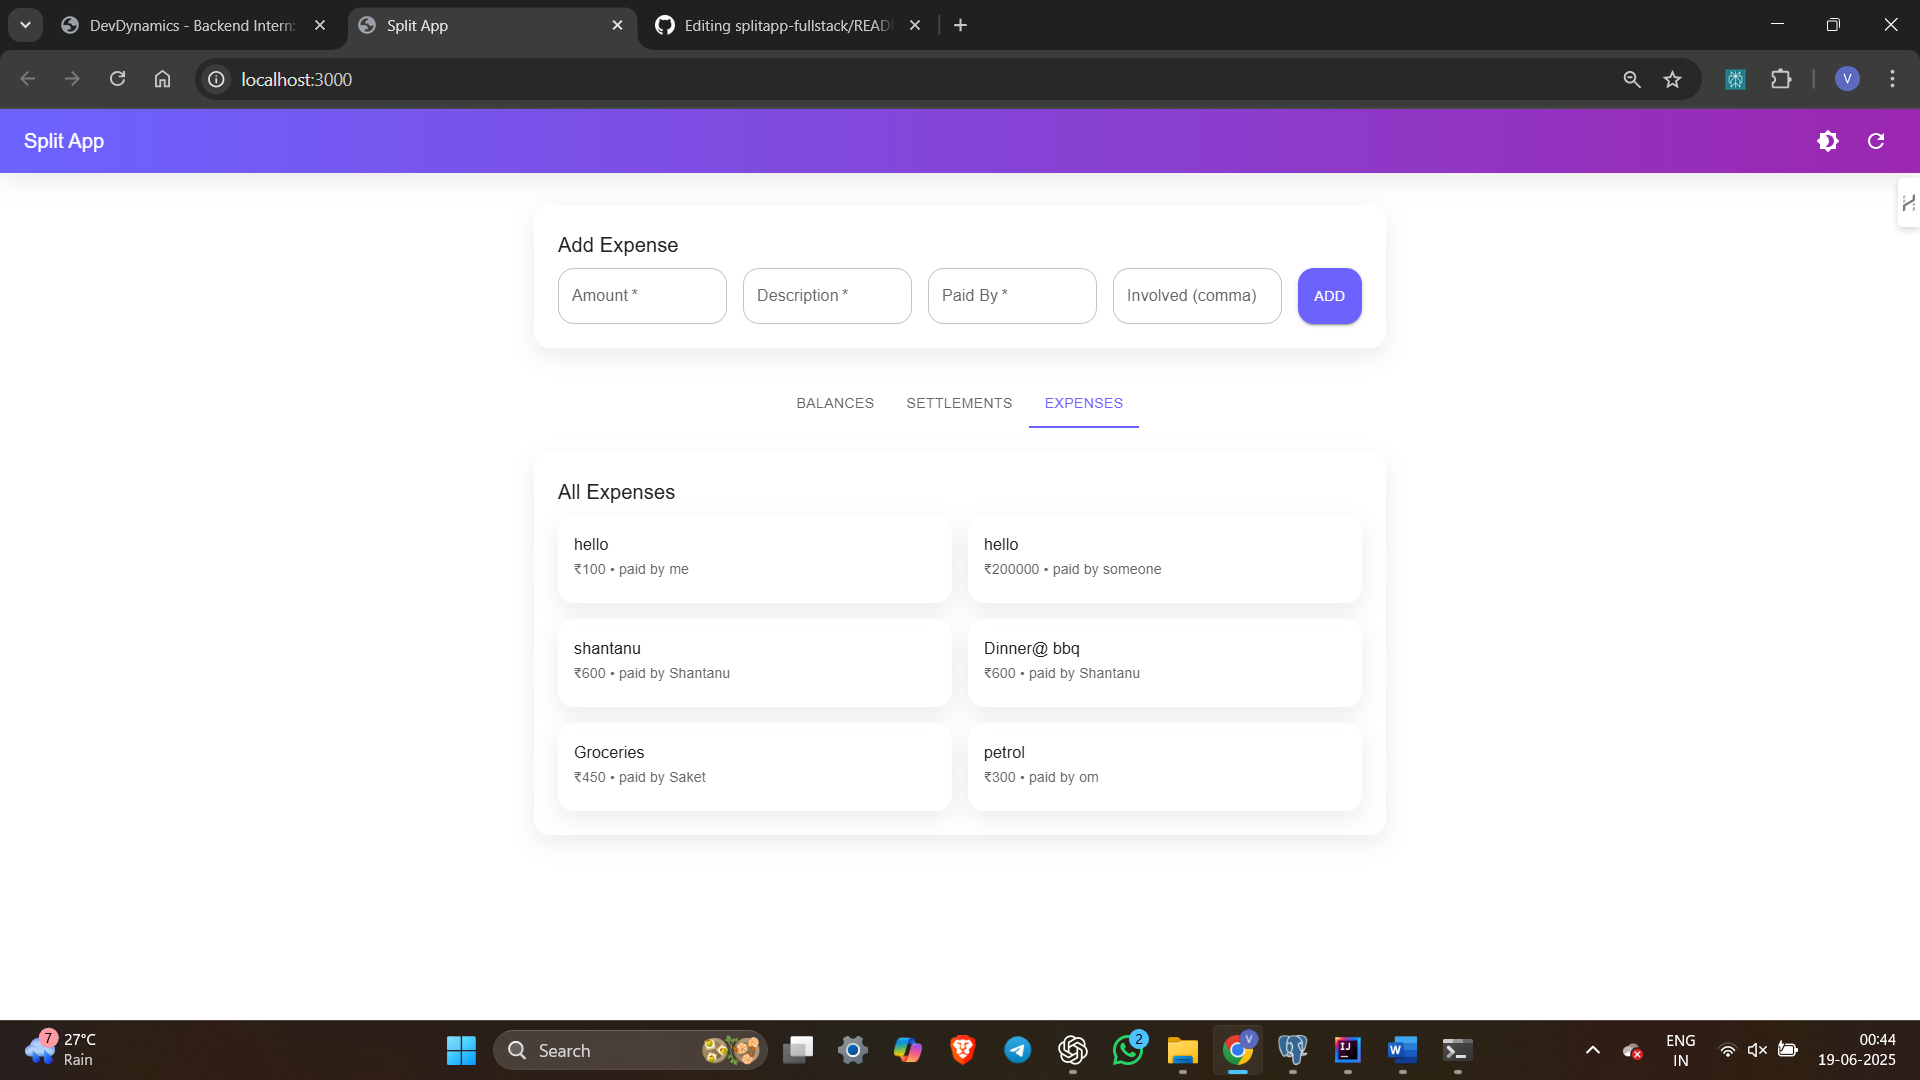 DevDynamics - Backend Intern
Split App
Editing splitapp-fullstack/READ
localhost:3000
V
Split App
Add Expense
Amount *
Description *
Paid By *
Involved (comma)
ADD
BALANCES
SETTLEMENTS
EXPENSES
All Expenses
hello
₹100 • paid by me
hello
₹200000 • paid by someone
shantanu
₹600 • paid by Shantanu
Dinner@ bbq
₹600 • paid by Shantanu
Groceries
₹450 • paid by Saket
petrol
₹300 • paid by om
7
27°C
Rain
Search
2
V
IJ
W
ENG
IN
00:44
19-06-2025